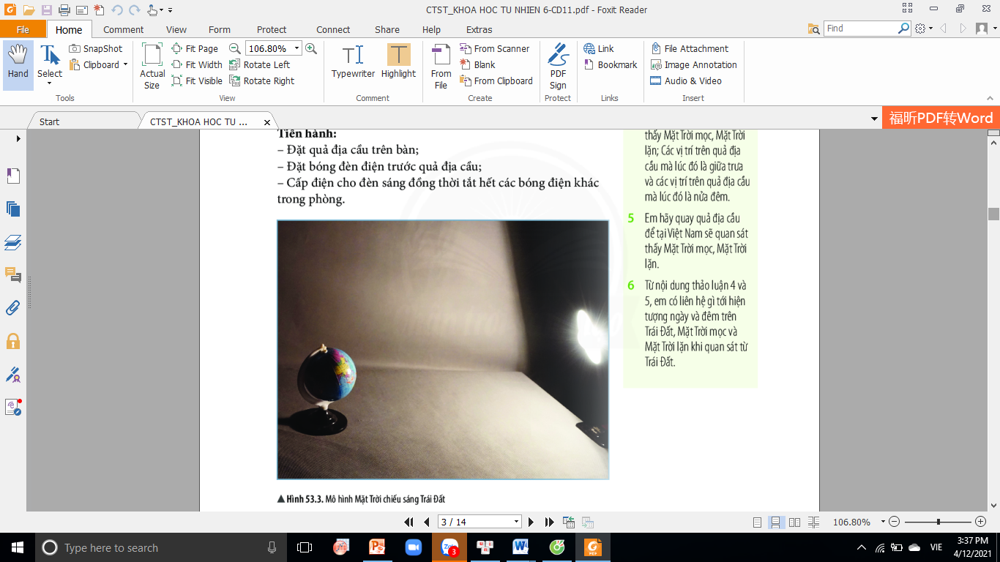 CTST_KHOA HOC TU NHIEN 6-CD11.pdf - Foxit Reader
File Home Comment View Form Protect Connect Share Help Extras Find
Hand
Select
SnapShot
Clipboard
Tools
Actual Size
Fit Page
Fit Width
Fit Visible
106.80%
Rotate Left
Rotate Right
View
Typewriter
Highlight
Comment
From File
From Scanner
Blank
From Clipboard
Create
PDF Sign
Protect
Link
Bookmark
Links
File Attachment
Image Annotation
Audio & Video
Insert
Start
CTST_KHOA HOC TU ...
福昕PDF转Word
Tiến hành:
– Đặt quả địa cầu trên bàn;
– Đặt bóng đèn điện trước quả địa cầu;
– Cấp điện cho đèn sáng đồng thời tắt hết các bóng điện khác
trong phòng.
▲ Hình 53.3. Mô hình Mặt Trời chiếu sáng Trái Đất
thấy Mặt Trời mọc, Mặt Trời
lặn; Các vị trí trên quả địa
cầu mà lúc đó là giữa trưa
và các vị trí trên quả địa cầu
mà lúc đó là nửa đêm.
5 Em hãy quay quả địa cầu
để tại Việt Nam sẽ quan sát
thấy Mặt Trời mọc, Mặt Trời
lặn.
6 Từ nội dung thảo luận 4 và
5, em có liên hệ gì tới hiện
tượng ngày và đêm trên
Trái Đất, Mặt Trời mọc và
Mặt Trời lặn khi quan sát từ
Trái Đất.
3 / 14
106.80%
Type here to search
VIE
3:37 PM
4/12/2021